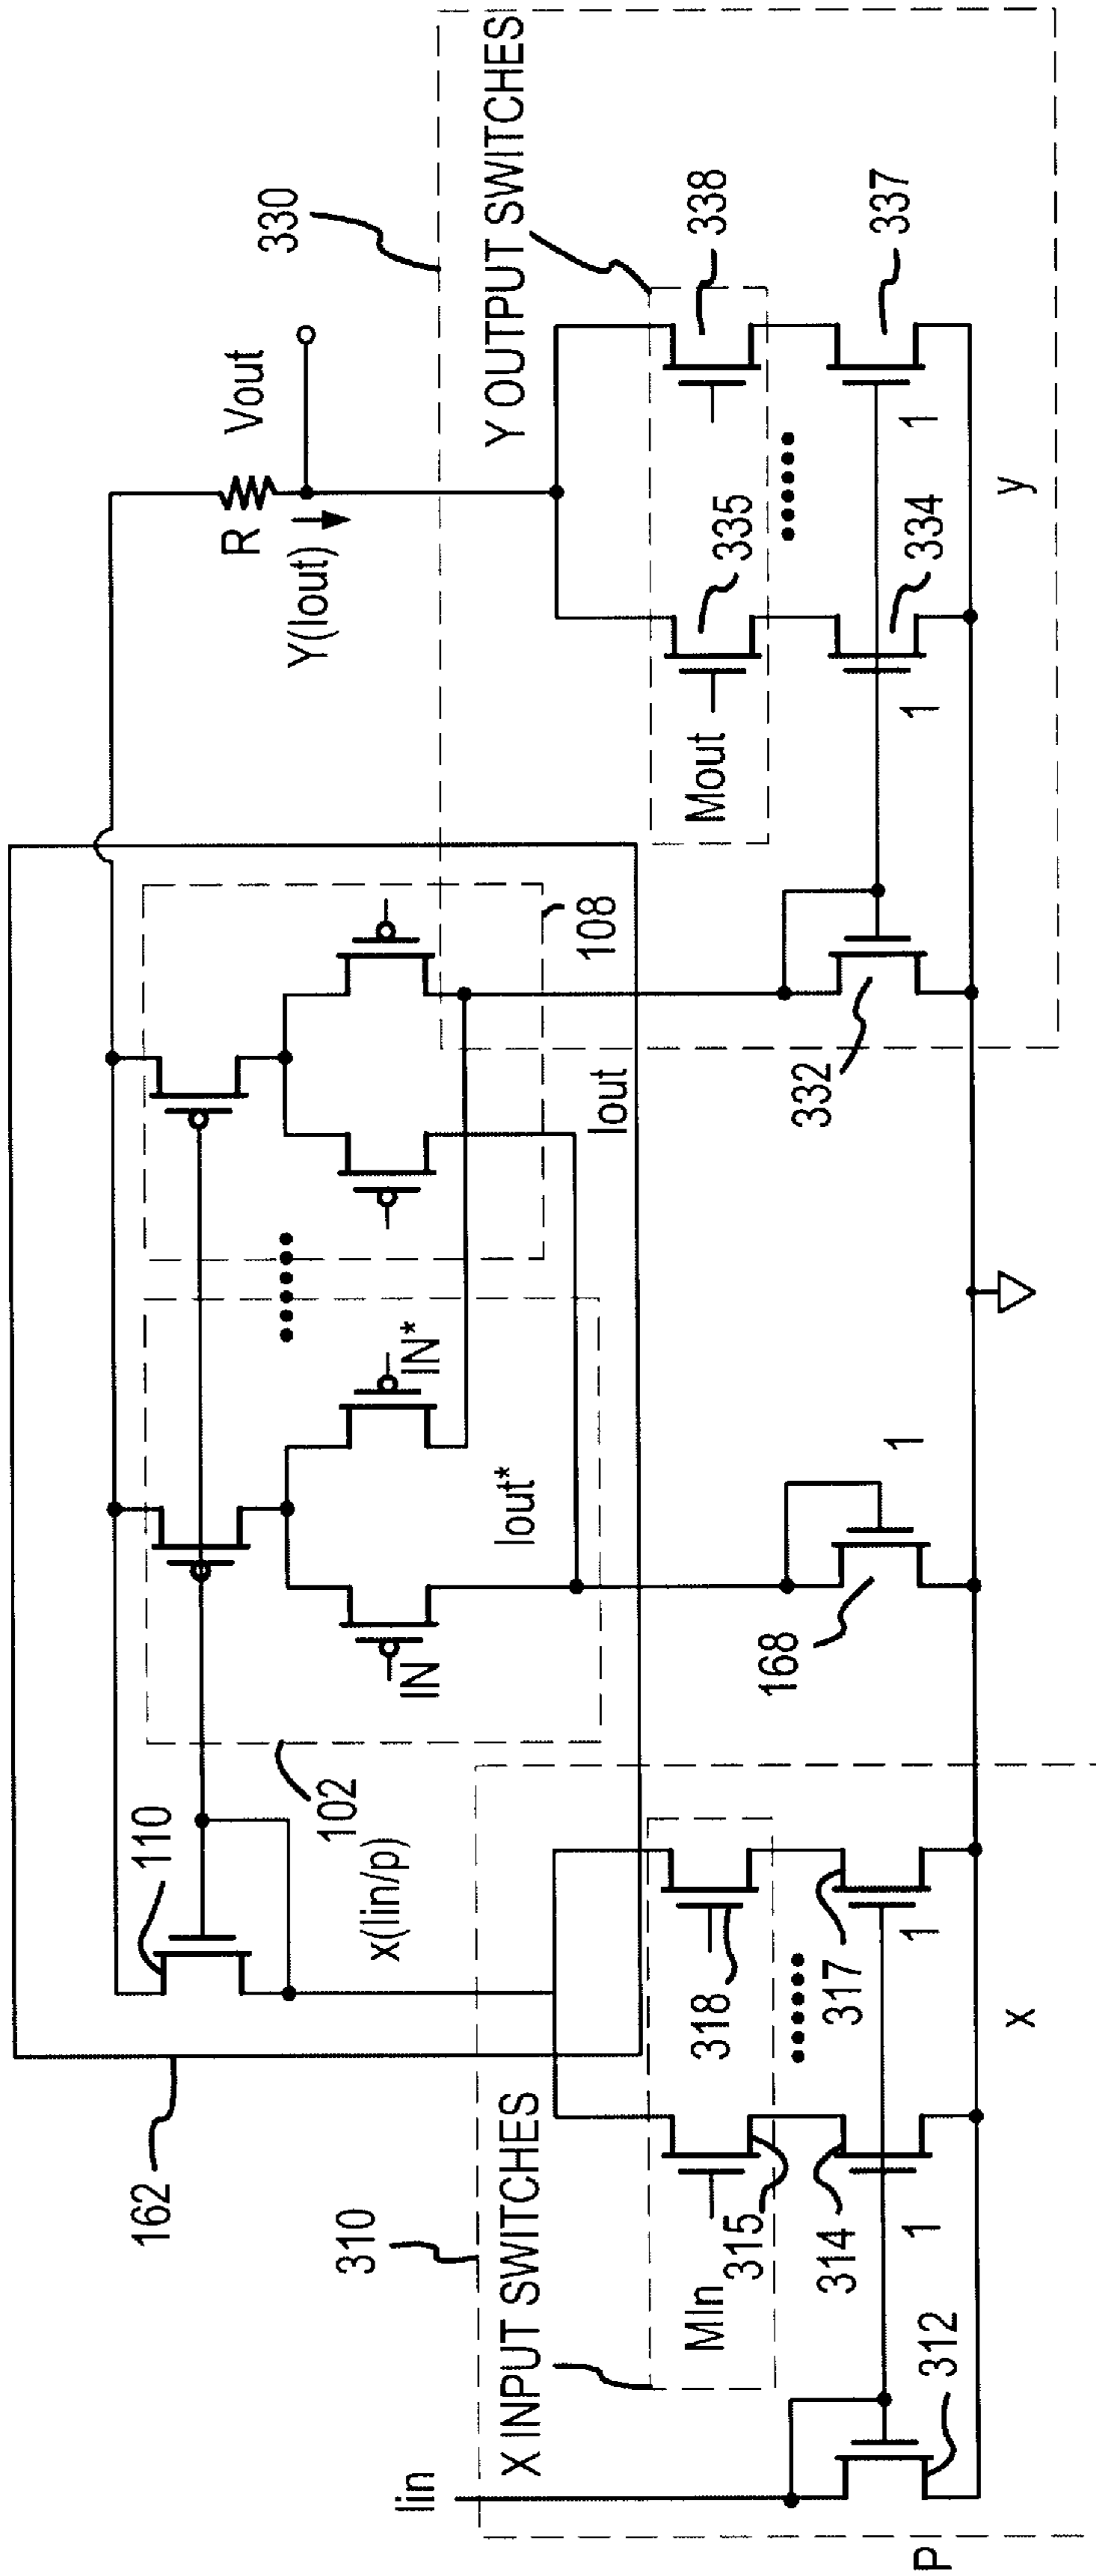 162
110
x(Iin/p)
102
IN
IN*
Iout*
108
Iout
R
Vout
Y(Iout)
330
Y OUTPUT SWITCHES
Mout
335
338
334
337
1
1
y
332
168
1
310
X INPUT SWITCHES
MIn
315
318
314
317
1
1
x
Iin
312
P